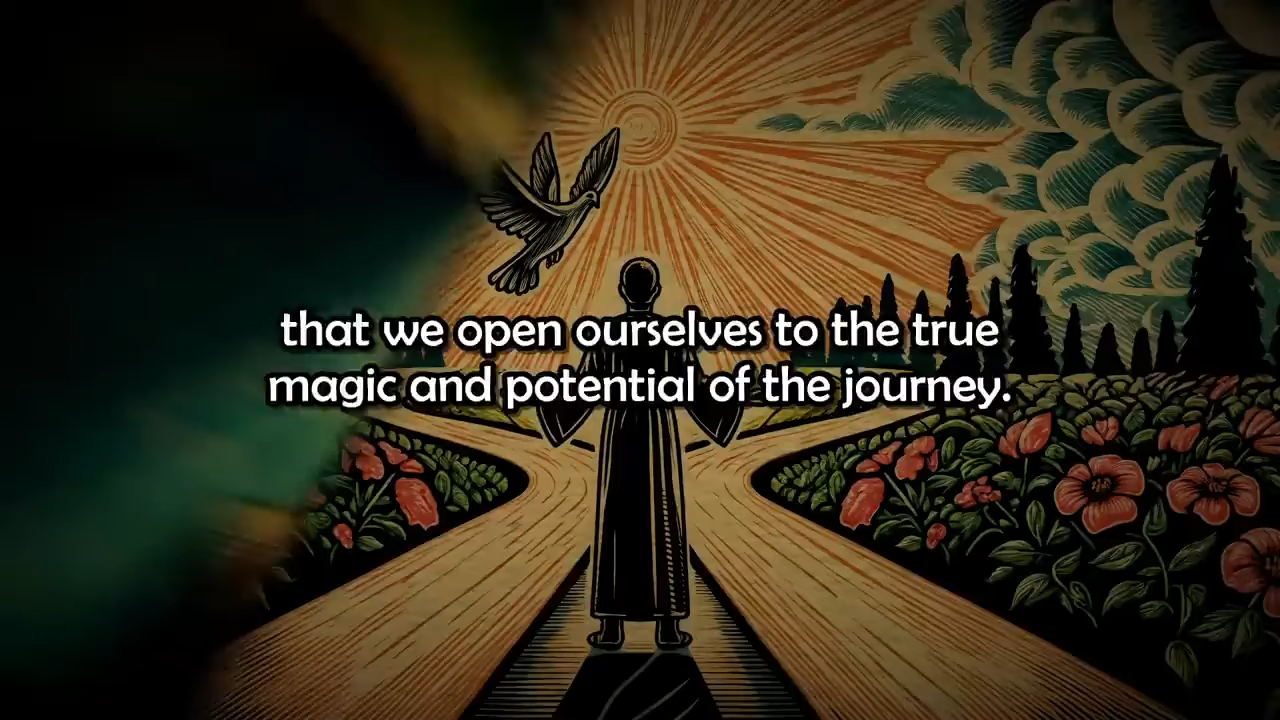 that we open ourselves to the true
magic and potential of the journey.